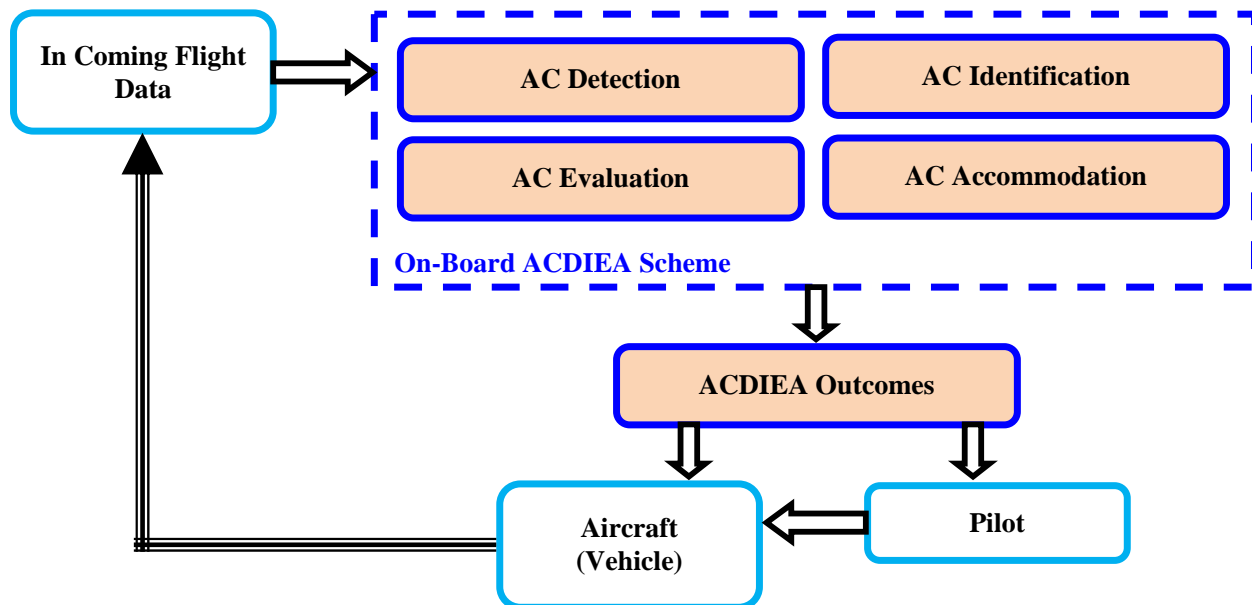 In Coming Flight
Data
AC Detection
AC Identification
AC Evaluation
AC Accommodation
On-Board ACDIEA Scheme
ACDIEA Outcomes
Aircraft
(Vehicle)
Pilot